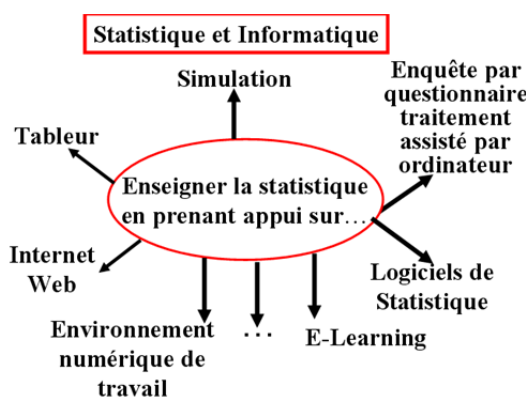 Statistique et Informatique
Simulation
Enquête par
questionnaire
traitement
assisté par
ordinateur
Tableur
Enseigner la statistique
en prenant appui sur…
Internet
Web
Logiciels de
Statistique
Environnement
numérique de
travail
…
E-Learning